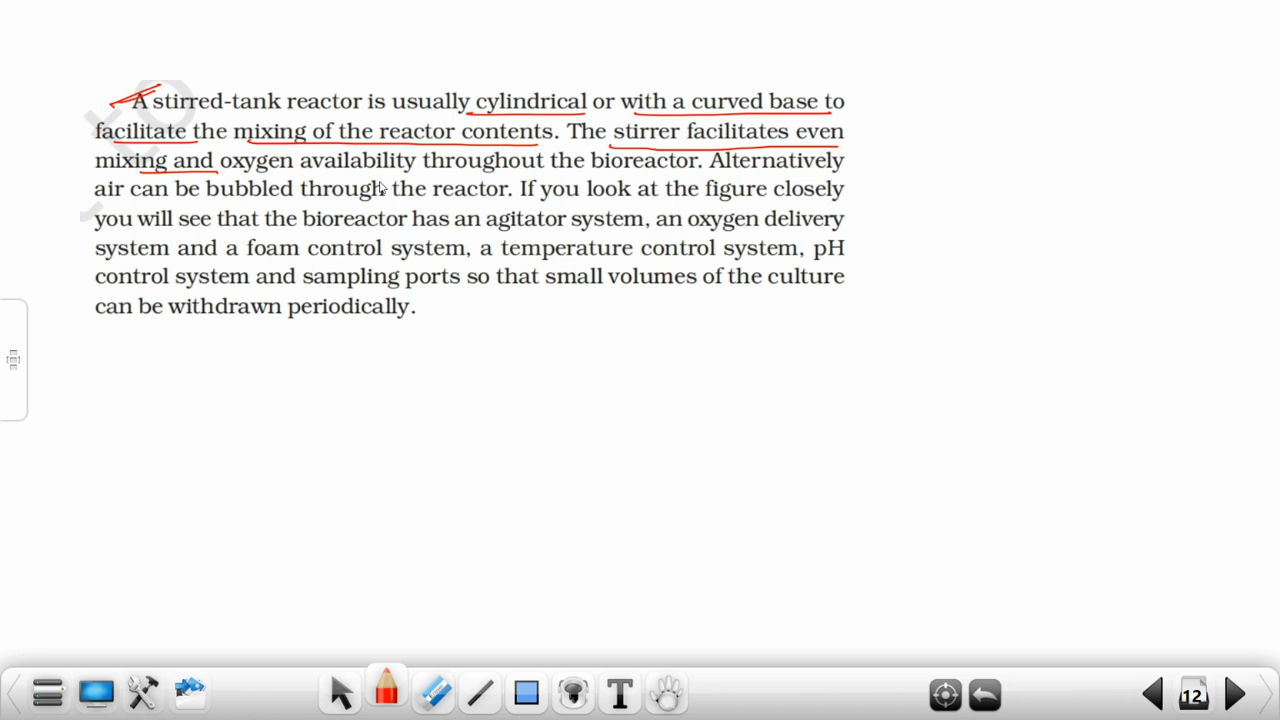 A stirred-tank reactor is usually cylindrical or with a curved base to
facilitate the mixing of the reactor contents. The stirrer facilitates even
mixing and oxygen availability throughout the bioreactor. Alternatively
air can be bubbled through the reactor. If you look at the figure closely
you will see that the bioreactor has an agitator system, an oxygen delivery
system and a foam control system, a temperature control system, pH
control system and sampling ports so that small volumes of the culture
can be withdrawn periodically.
T
12